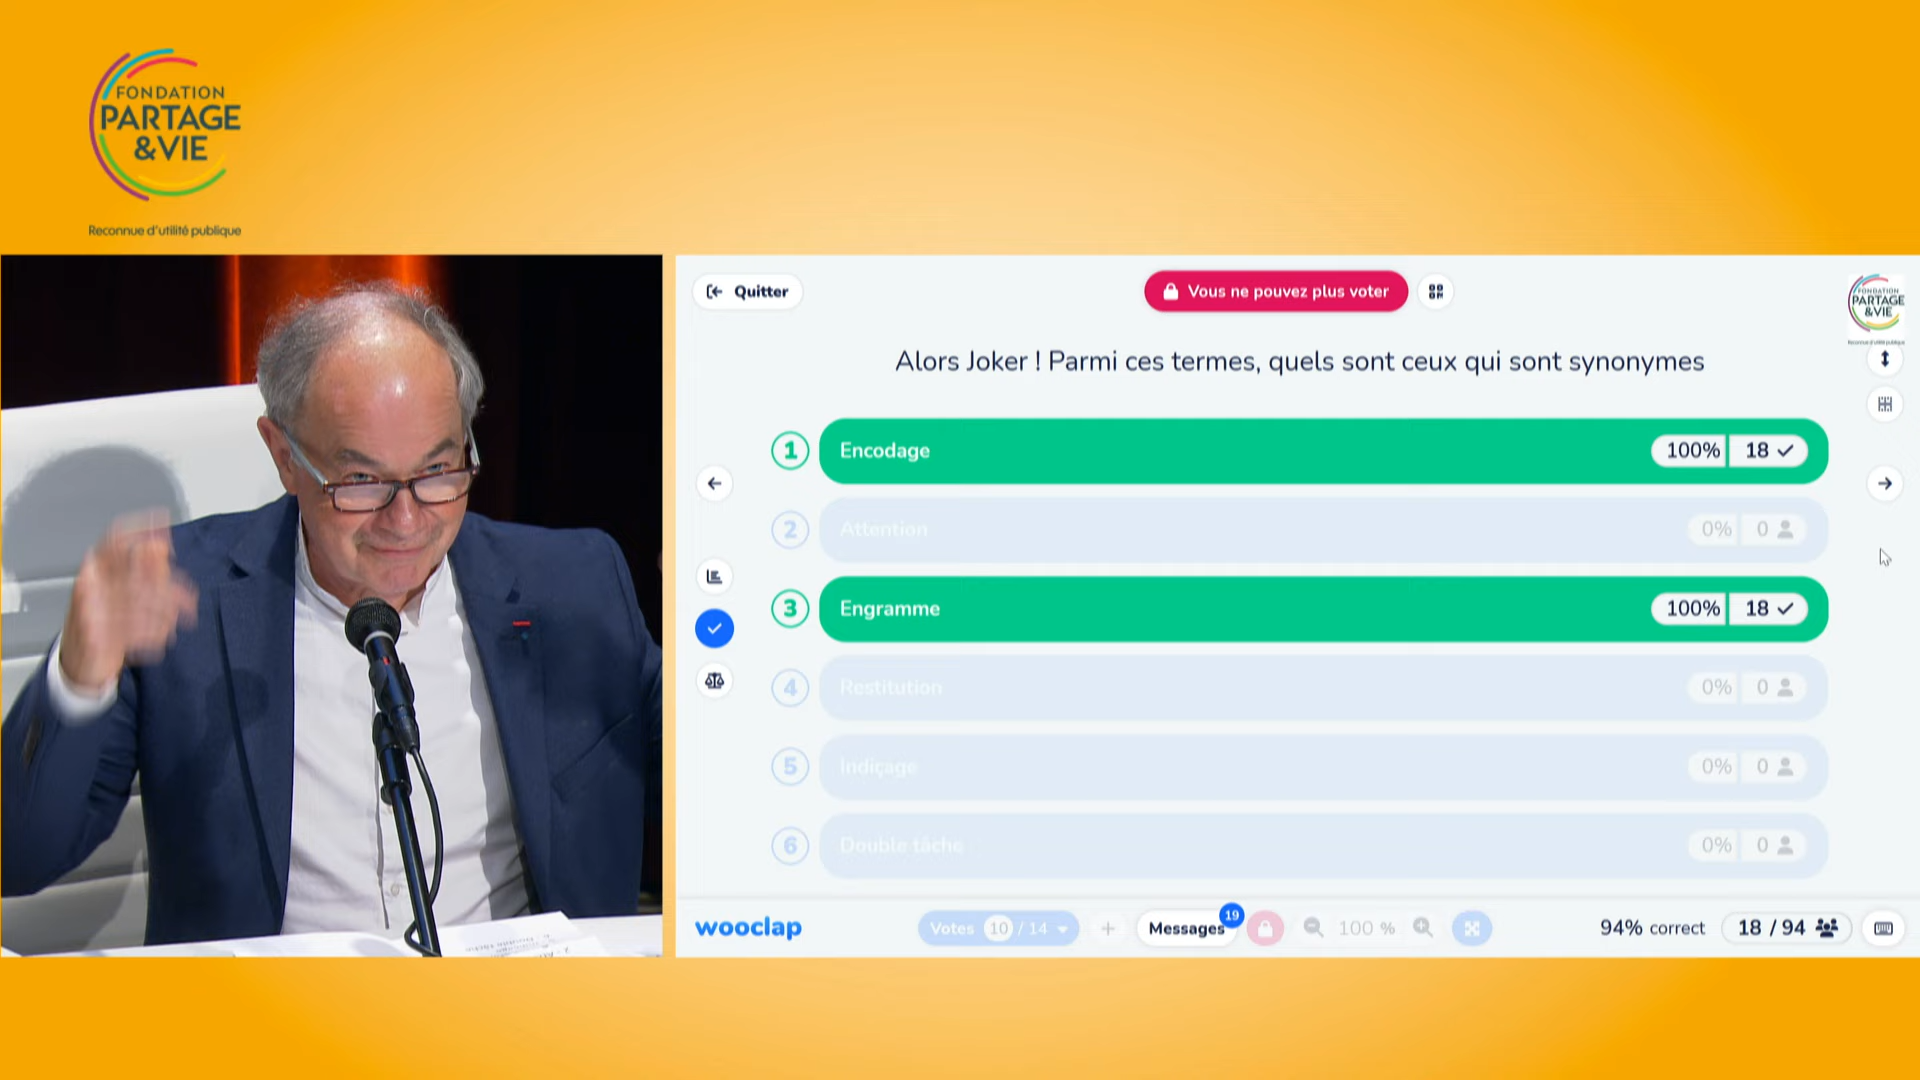 FONDATION
PARTAGE
&VIE
Reconnue d'utilité publique
Quitter
Vous ne pouvez plus voter
FONDATION
PARTAGE
&VIE
Alors Joker ! Parmi ces termes, quels sont ceux qui sont synonymes
1 Encodage 100% 18
2 Attention 0% 0
3 Engramme 100% 18
4 Restitution 0% 0
5 Indiçage 0% 0
6 Double tâche 0% 0
wooclap Votes 10 / 14 + Messages 19 100 % 94% correct 18 / 94